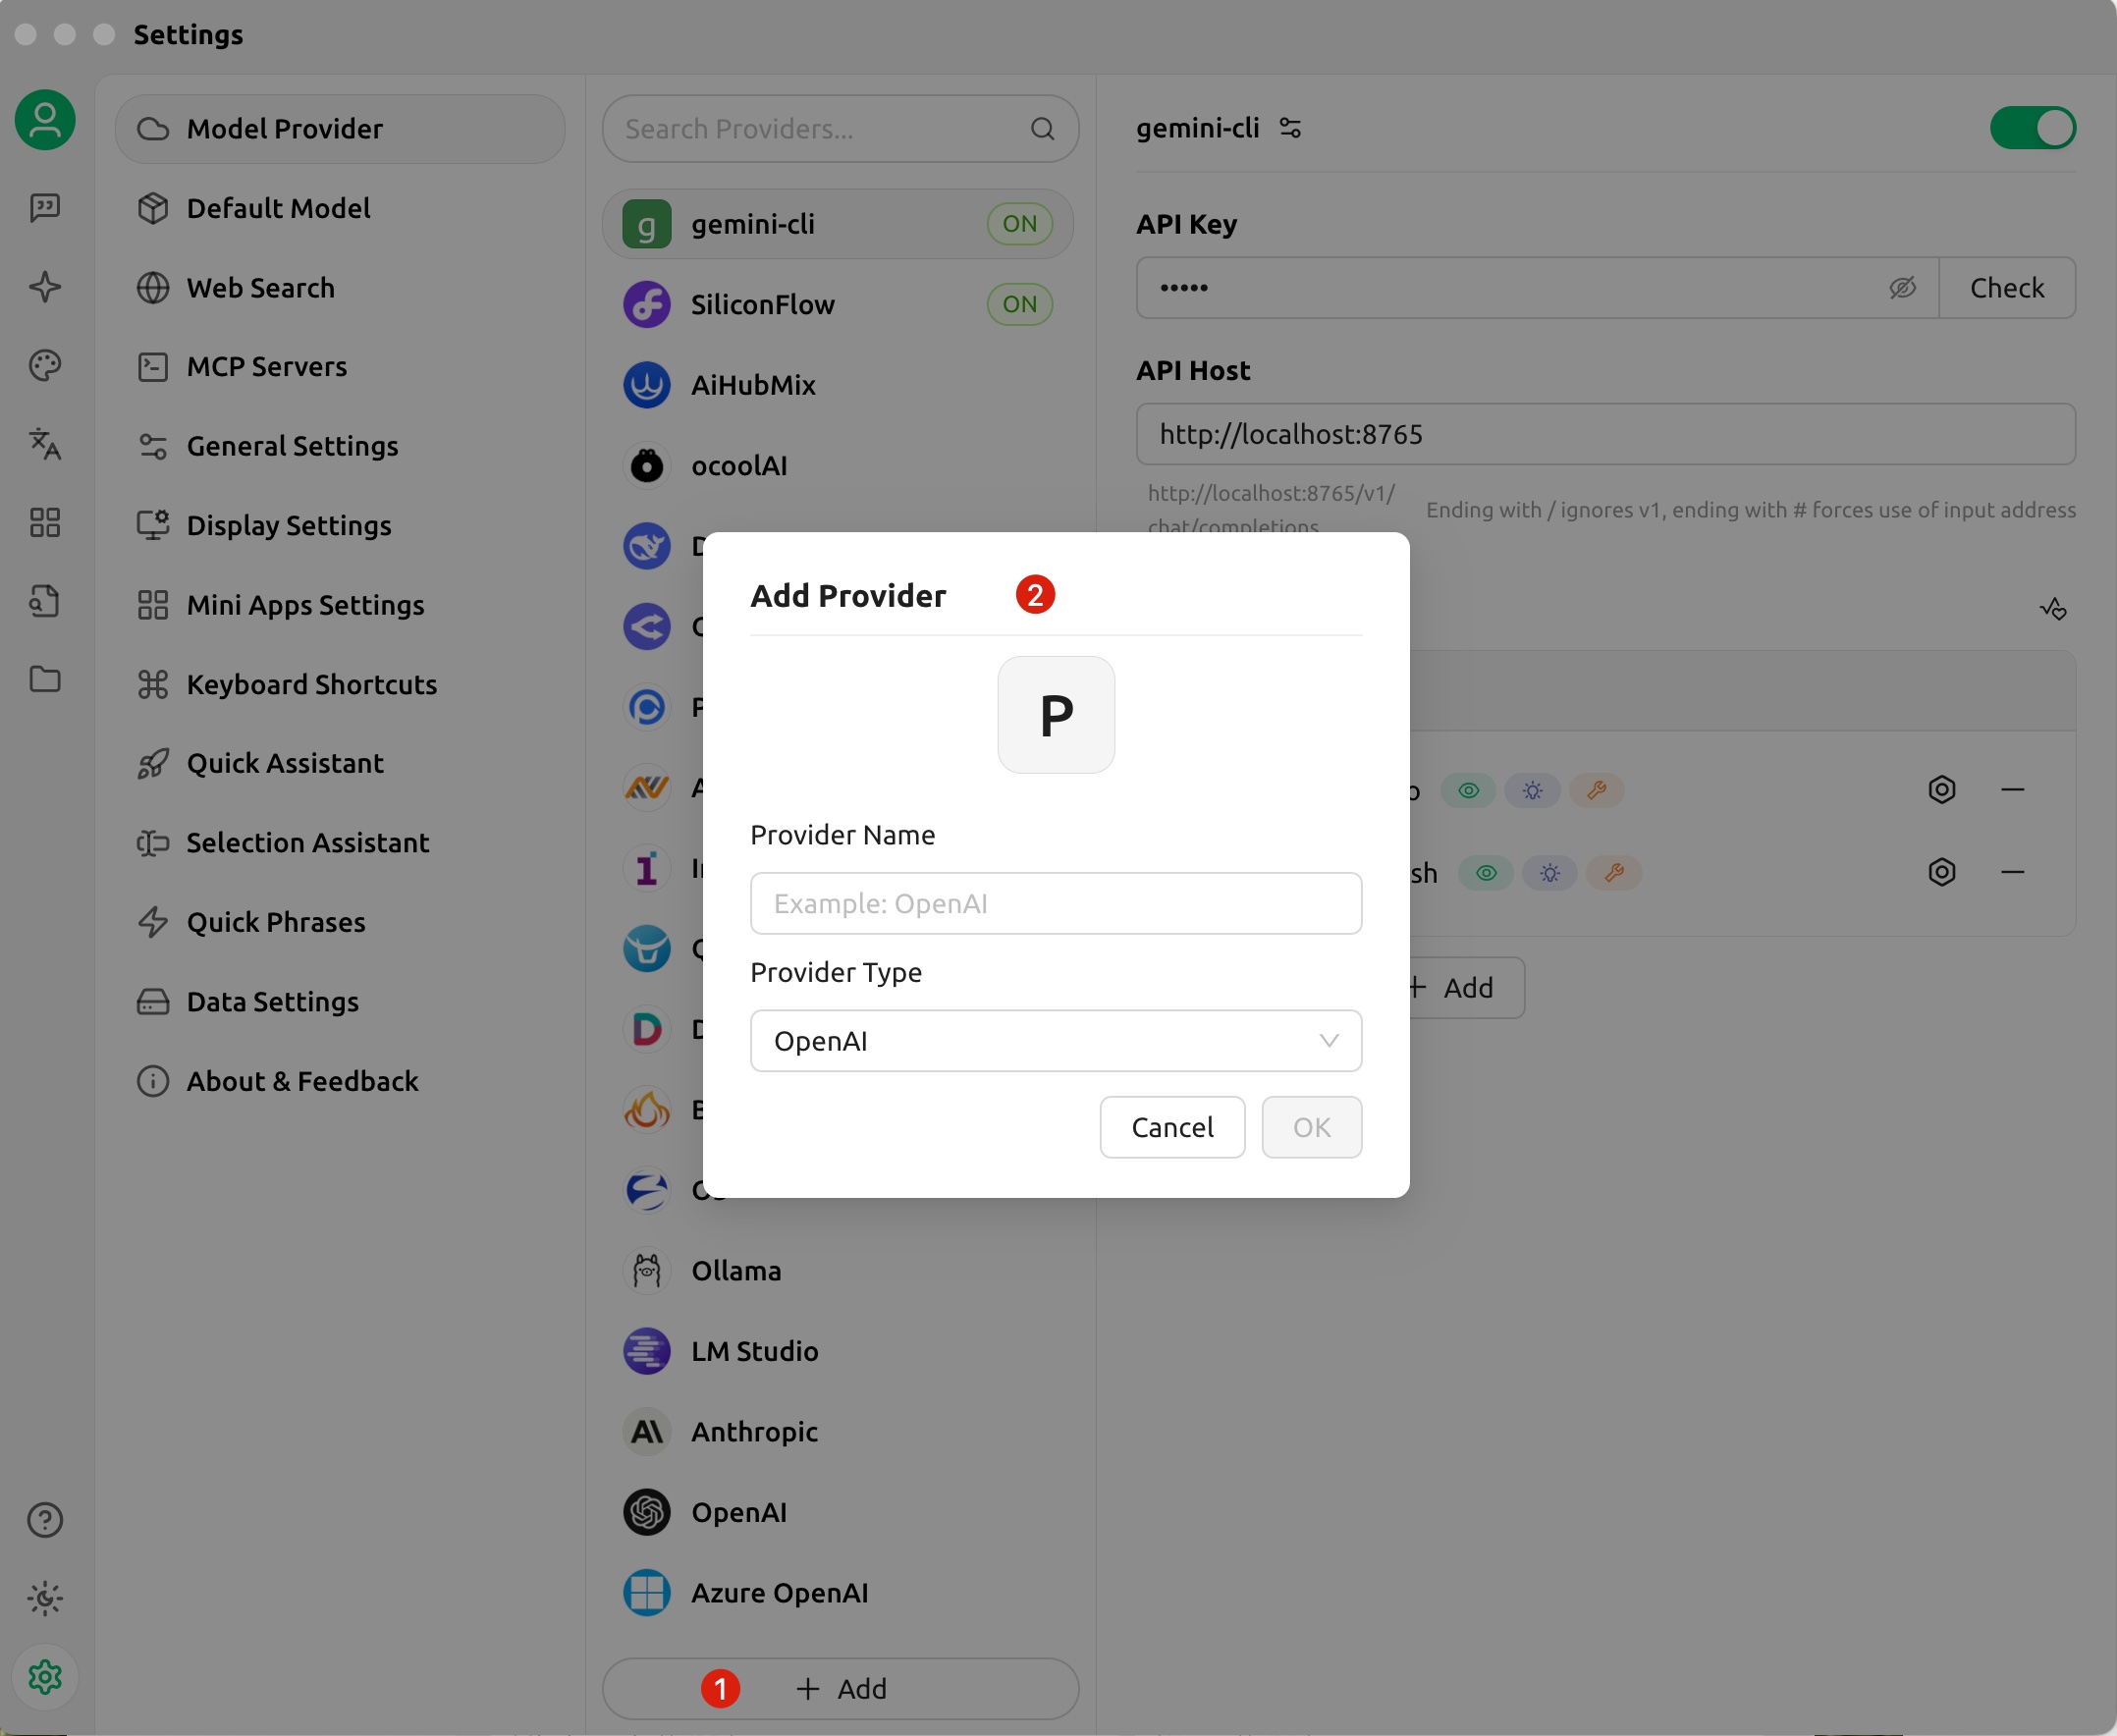 Settings
Model Provider
Default Model
Web Search
MCP Servers
General Settings
Display Settings
Mini Apps Settings
Keyboard Shortcuts
Quick Assistant
Selection Assistant
Quick Phrases
Data Settings
About & Feedback
Search Providers...
g
gemini-cli
ON
SiliconFlow
ON
AiHubMix
ocoolAI
Ollama
LM Studio
Anthropic
OpenAI
Azure OpenAI
1
+ Add
gemini-cli
API Key
•••••
Check
API Host
http://localhost:8765
http://localhost:8765/v1/
chat/completions
Ending with / ignores v1, ending with # forces use of input address
+ Add
Add Provider
2
P
Provider Name
Example: OpenAI
Provider Type
OpenAI
Cancel
OK